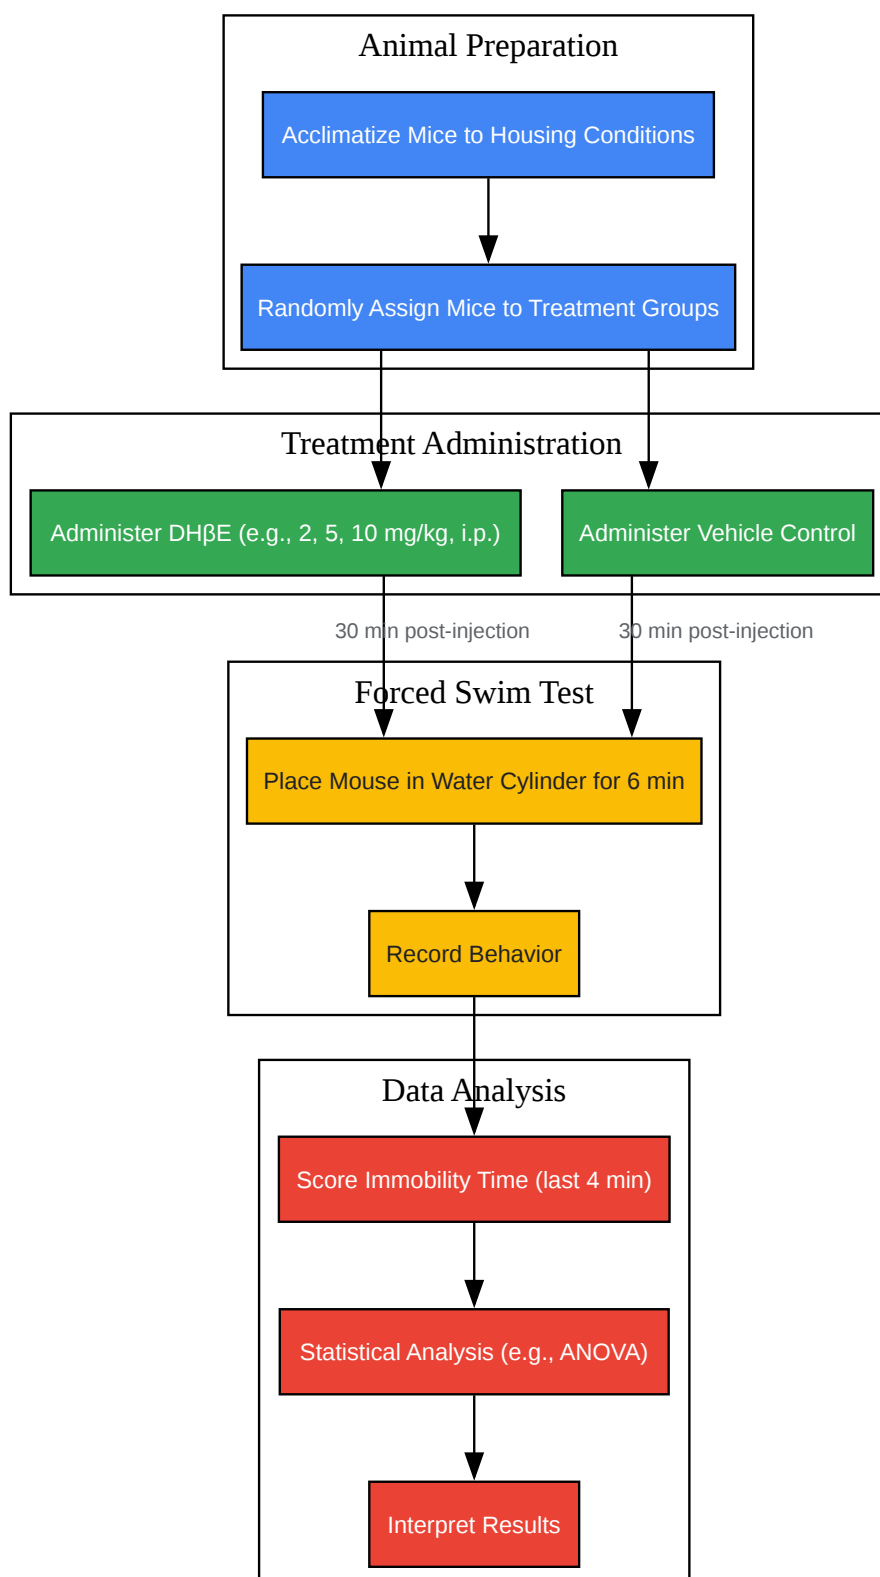 Animal Preparation
Acclimatize Mice to Housing Conditions
Randomly Assign Mice to Treatment Groups
Treatment Administration
Administer DHβE (e.g., 2, 5, 10 mg/kg, i.p.)
Administer Vehicle Control
30 min post-injection
30 min post-injection
Forced Swim Test
Place Mouse in Water Cylinder for 6 min
Record Behavior
Data Analysis
Score Immobility Time (last 4 min)
Statistical Analysis (e.g., ANOVA)
Interpret Results